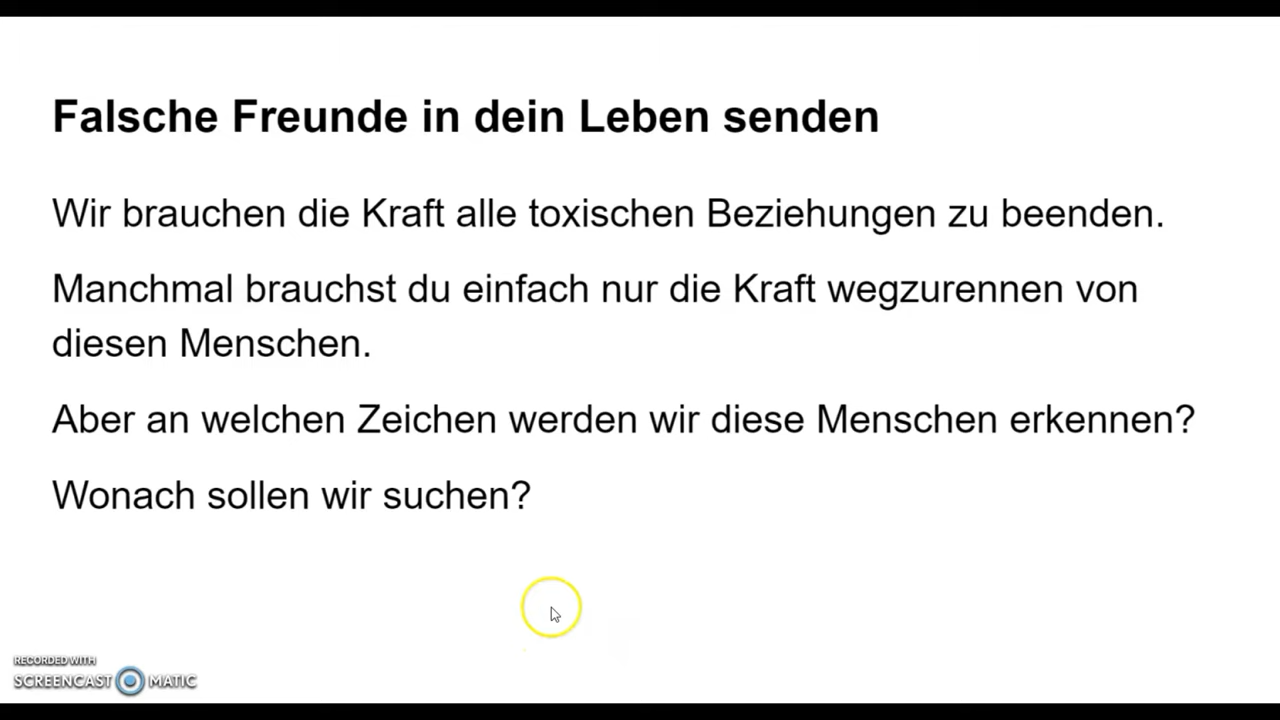 Falsche Freunde in dein Leben senden
Wir brauchen die Kraft alle toxischen Beziehungen zu beenden.
Manchmal brauchst du einfach nur die Kraft wegzurennen von
diesen Menschen.
Aber an welchen Zeichen werden wir diese Menschen erkennen?
Wonach sollen wir suchen?
RECORDED WITH
SCREENCAST MATIC